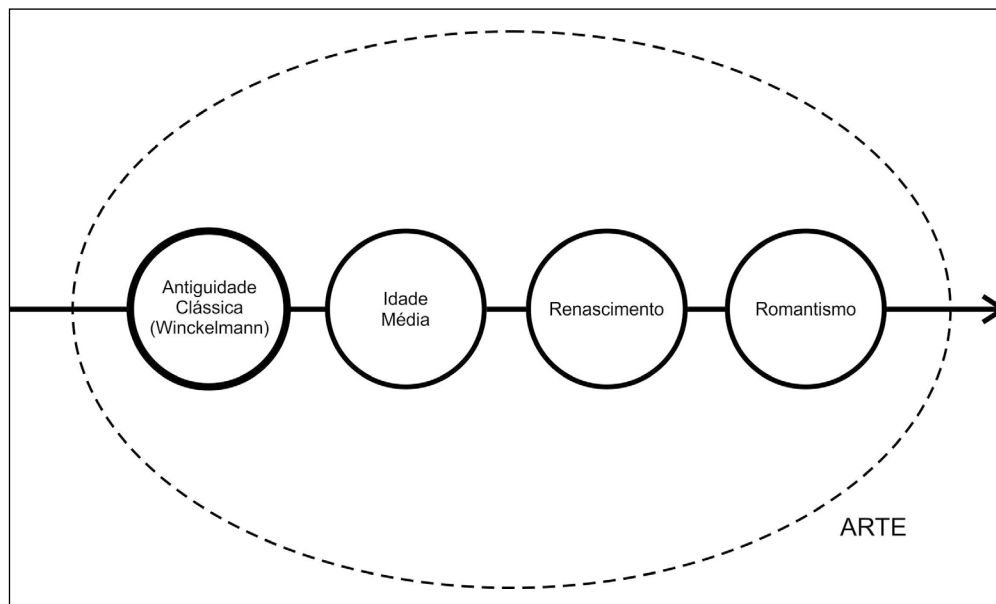 Antiguidade
Clássica
(Winckelmann)
Idade
Média
Renascimento
Romantismo
ARTE